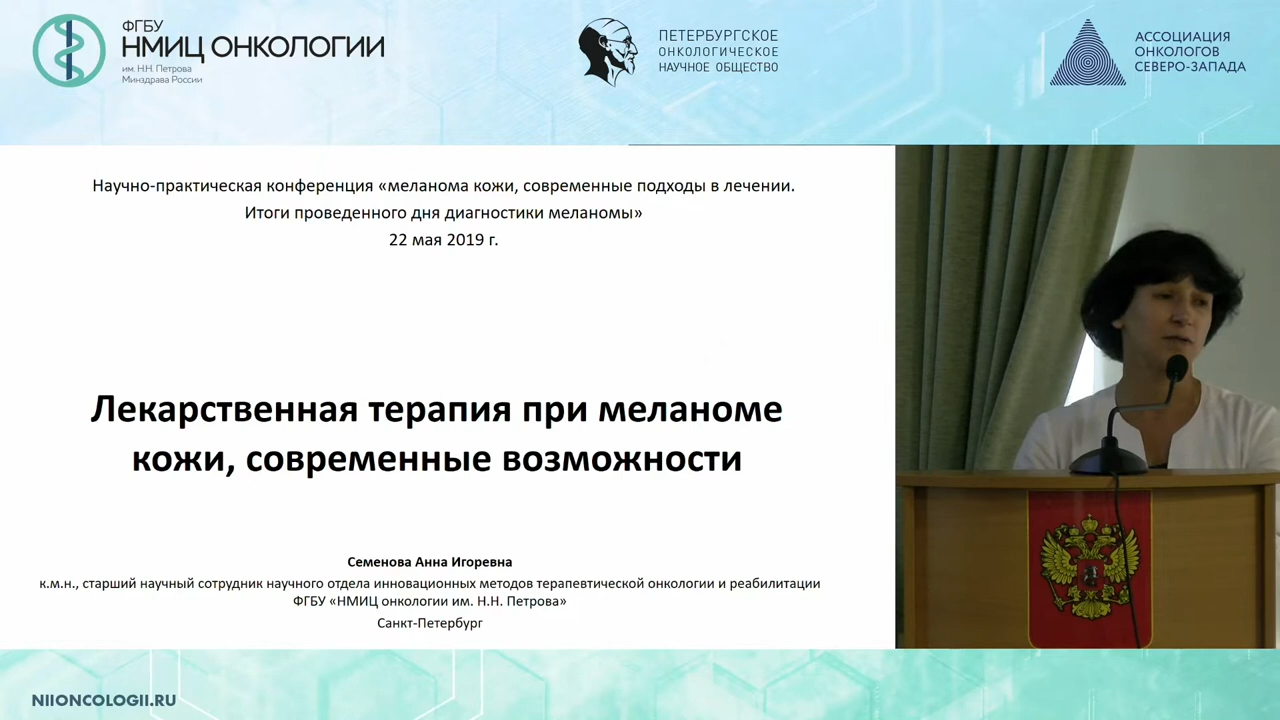 ФГБУ
НМИЦ ОНКОЛОГИИ
им. Н.Н. Петрова
Минздрава России
ПЕТЕРБУРГСКОЕ
ОНКОЛОГИЧЕСКОЕ
НАУЧНОЕ ОБЩЕСТВО
АССОЦИАЦИЯ
ОНКОЛОГОВ
СЕВЕРО-ЗАПАДА
Научно-практическая конференция «меланома кожи, современные подходы в лечении.
Итоги проведенного дня диагностики меланомы»
22 мая 2019 г.
Лекарственная терапия при меланоме
кожи, современные возможности
Семенова Анна Игоревна
к.м.н., старший научный сотрудник научного отдела инновационных методов терапевтической онкологии и реабилитации
ФГБУ «НМИЦ онкологии им. Н.Н. Петрова»
Санкт-Петербург
NIIONCOLOGII.RU